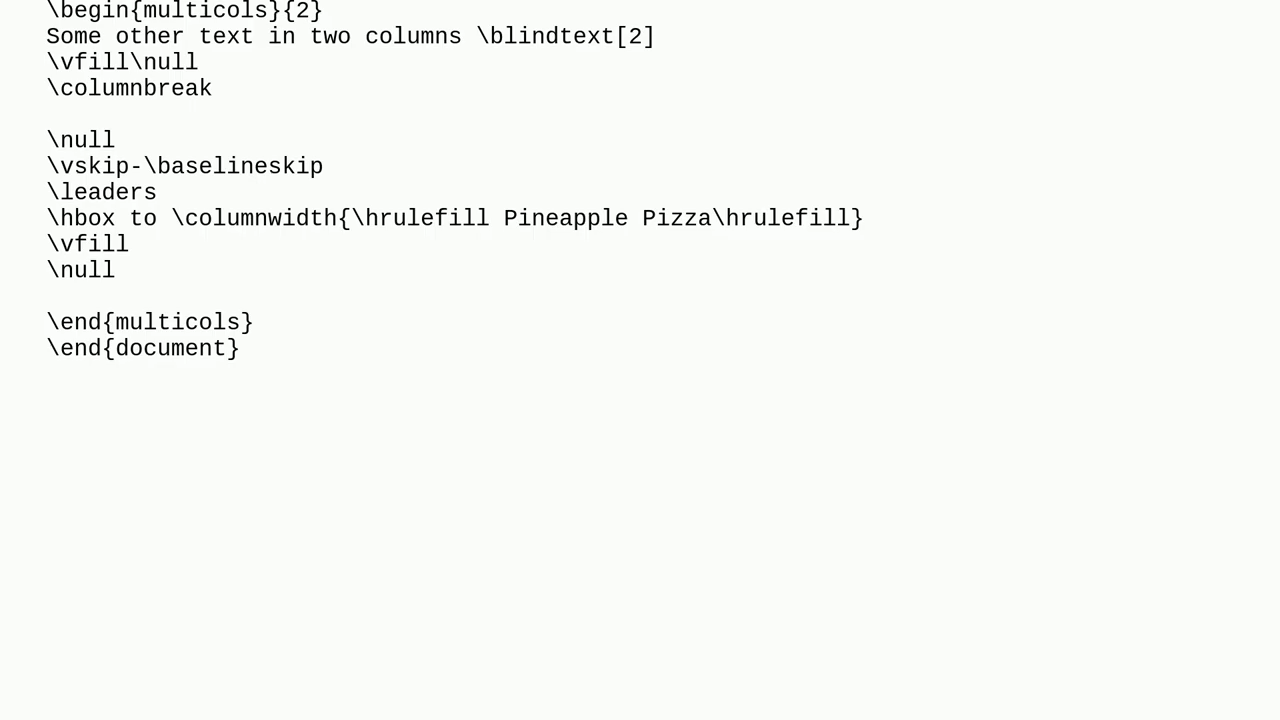 \begin{multicols}{2}
Some other text in two columns \blindtext[2]
\vfill\null
\columnbreak
\null
\vskip-\baselineskip
\leaders
\hbox to \columnwidth{\hrulefill Pineapple Pizza\hrulefill}
\vfill
\null
\end{multicols}
\end{document}